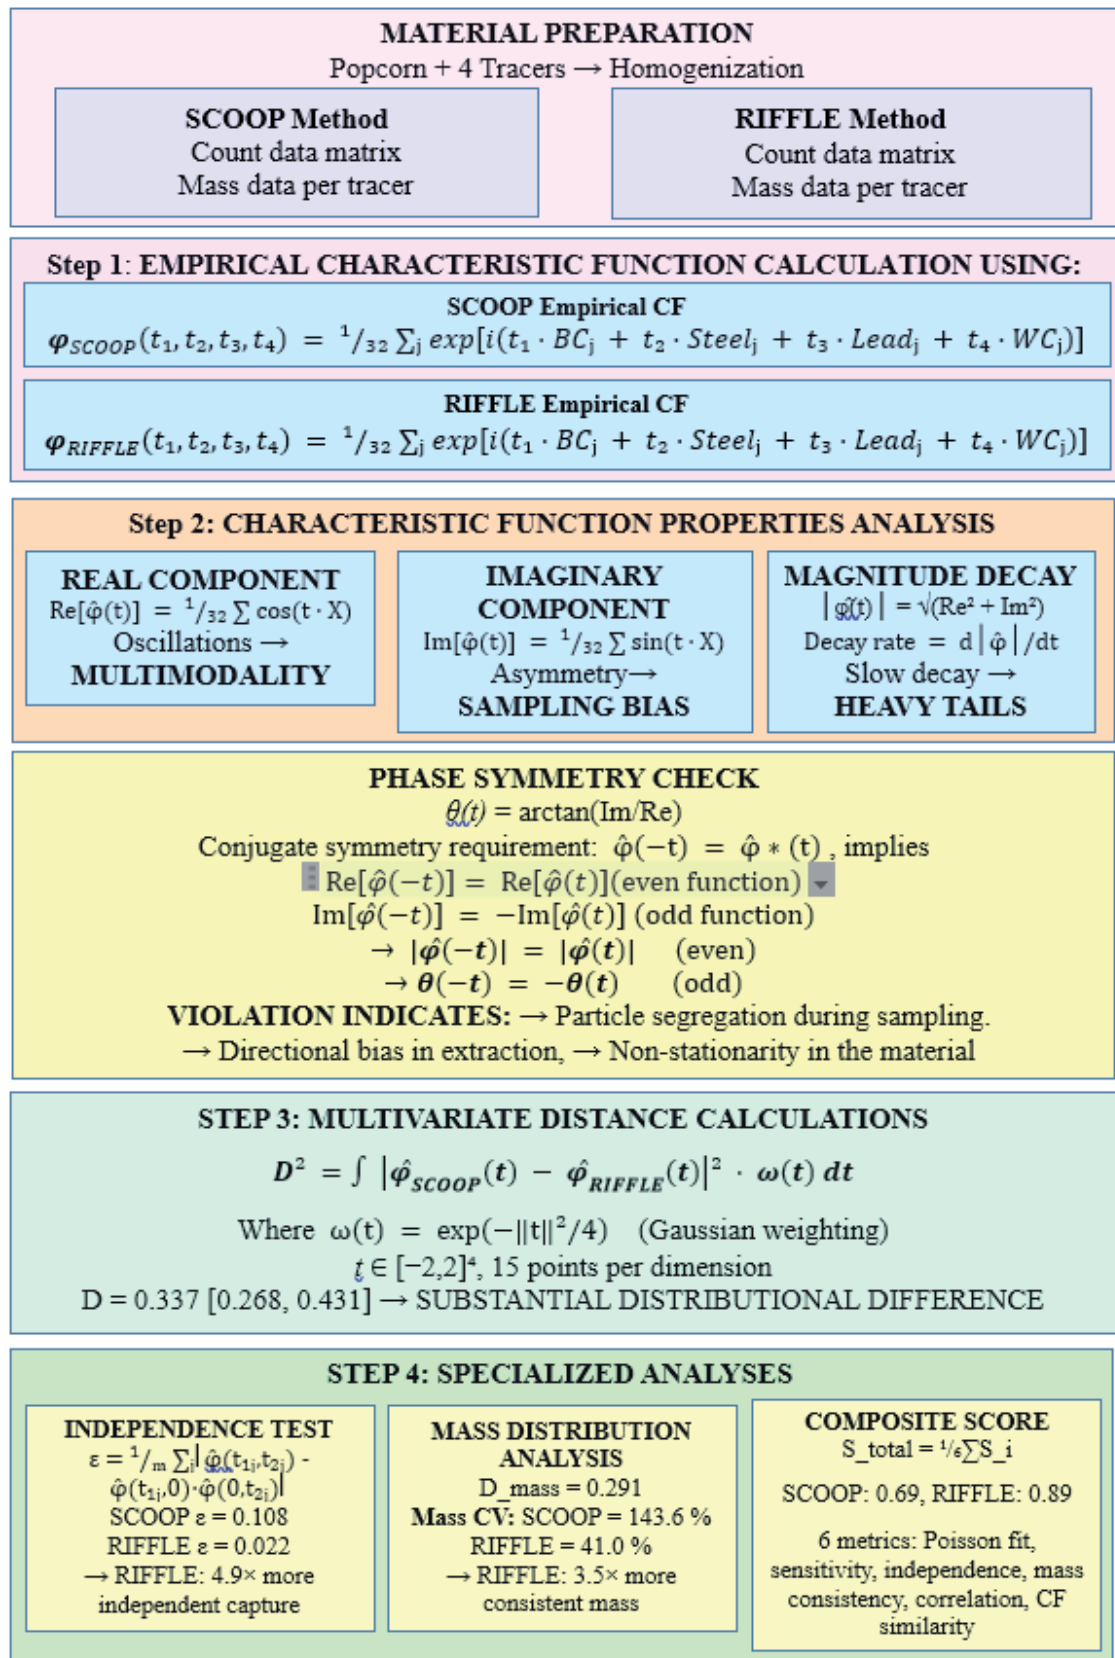 MATERIAL PREPARATION
Popcorn + 4 Tracers → Homogenization
SCOOP Method
Count data matrix
Mass data per tracer
RIFFLE Method
Count data matrix
Mass data per tracer
Step 1: EMPIRICAL CHARACTERISTIC FUNCTION CALCULATION USING:
SCOOP Empirical CF
φ_SCOOP(t₁, t₂, t₃, t₄) = ¹/₃₂ ∑ⱼ exp[i(t₁ · BCⱼ + t₂ · Steelⱼ + t₃ · Leadⱼ + t₄ · WCⱼ)]
RIFFLE Empirical CF
φ_RIFFLE(t₁, t₂, t₃, t₄) = ¹/₃₂ ∑ⱼ exp[i(t₁ · BCⱼ + t₂ · Steelⱼ + t₃ · Leadⱼ + t₄ · WCⱼ)]
Step 2: CHARACTERISTIC FUNCTION PROPERTIES ANALYSIS
REAL COMPONENT
Re[φ̂(t)] = ¹/₃₂ ∑ cos(t · X)
Oscillations →
MULTIMODALITY
IMAGINARY
COMPONENT
Im[φ̂(t)] = ¹/₃₂ ∑ sin(t · X)
Asymmetry→
SAMPLING BIAS
MAGNITUDE DECAY
|φ̂(t)| = √(Re² + Im²)
Decay rate = d|φ̂|/dt
Slow decay →
HEAVY TAILS
PHASE SYMMETRY CHECK
θ(t) = arctan(Im/Re)
Conjugate symmetry requirement: φ̂(−t) = φ̂ * (t) , implies
Re[φ̂(−t)] = Re[φ̂(t)](even function)
Im[φ̂(−t)] = −Im[φ̂(t)] (odd function)
→ |φ̂(−t)| = |φ̂(t)| (even)
→ θ(−t) = −θ(t) (odd)
VIOLATION INDICATES: → Particle segregation during sampling.
→ Directional bias in extraction, → Non-stationarity in the material
STEP 3: MULTIVARIATE DISTANCE CALCULATIONS
D² = ∫ |φ̂_SCOOP(t) − φ̂_RIFFLE(t)|² · ω(t) dt
Where ω(t) = exp(−‖t‖²/4) (Gaussian weighting)
t ∈ [−2,2]⁴, 15 points per dimension
D = 0.337 [0.268, 0.431] → SUBSTANTIAL DISTRIBUTIONAL DIFFERENCE
STEP 4: SPECIALIZED ANALYSES
INDEPENDENCE TEST
ε = ¹/ₘ ∑ⱼ| φ̂(t₁ⱼ,t₂ⱼ) -
φ̂(t₁ⱼ,0)·φ̂(0,t₂ⱼ)|
SCOOP ε = 0.108
RIFFLE ε = 0.022
→ RIFFLE: 4.9× more
independent capture
MASS DISTRIBUTION
ANALYSIS
D_mass = 0.291
Mass CV: SCOOP = 143.6 %
RIFFLE = 41.0 %
→ RIFFLE: 3.5× more
consistent mass
COMPOSITE SCORE
S_total = ¹/₆∑S_i
SCOOP: 0.69, RIFFLE: 0.89
6 metrics: Poisson fit,
sensitivity, independence, mass
consistency, correlation, CF
similarity